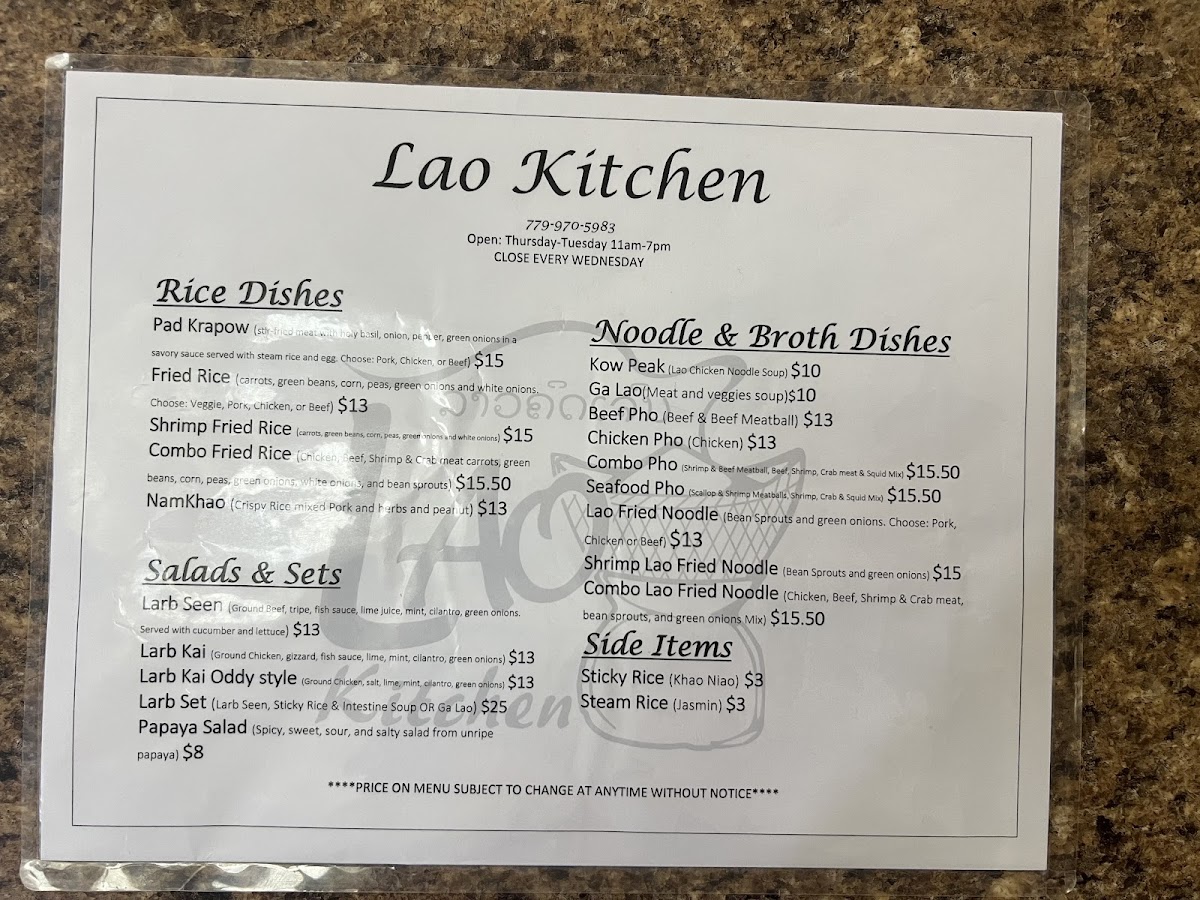 Lao Kitchen
779-970-5983
Open: Thursday-Tuesday 11am-7pm
CLOSE EVERY WEDNESDAY
Rice Dishes
Pad Krapow (stir-fried meat with holy basil, onion, pepper, green onions in a
savory sauce served with steam rice and egg. Choose: Pork, Chicken, or Beef) $15
Fried Rice (carrots, green beans, corn, peas, green onions and white onions.
Choose: Veggie, Pork, Chicken, or Beef) $13
Shrimp Fried Rice (carrots, green beans, corn, peas, green onions and white onions) $15
Combo Fried Rice (Chicken, Beef, Shrimp & Crab meat carrots, green
beans, corn, peas, green onions, white onions, and bean sprouts) $15.50
NamKhao (Crispy Rice mixed Pork and herbs and peanut) $13
Salads & Sets
Larb Seen (Ground Beef, tripe, fish sauce, lime juice, mint, cilantro, green onions.
Served with cucumber and lettuce) $13
Larb Kai (Ground Chicken, gizzard, fish sauce, lime, mint, cilantro, green onions) $13
Larb Kai Oddy style (Ground Chicken, salt, lime, mint, cilantro, green onions) $13
Larb Set (Larb Seen, Sticky Rice & Intestine Soup OR Ga Lao) $25
Papaya Salad (Spicy, sweet, sour, and salty salad from unripe
papaya) $8
Noodle & Broth Dishes
Kow Peak (Lao Chicken Noodle Soup) $10
Ga Lao(Meat and veggies soup)$10
Beef Pho (Beef & Beef Meatball) $13
Chicken Pho (Chicken) $13
Combo Pho (Shrimp & Beef Meatball, Beef, Shrimp, Crab meat & Squid Mix) $15.50
Seafood Pho (Scallop & Shrimp Meatballs, Shrimp, Crab & Squid Mix) $15.50
Lao Fried Noodle (Bean Sprouts and green onions. Choose: Pork,
Chicken or Beef) $13
Shrimp Lao Fried Noodle (Bean Sprouts and green onions) $15
Combo Lao Fried Noodle (Chicken, Beef, Shrimp & Crab meat,
bean sprouts, and green onions Mix) $15.50
Side Items
Sticky Rice (Khao Niao) $3
Steam Rice (Jasmin) $3
LAO
Kitchen
****PRICE ON MENU SUBJECT TO CHANGE AT ANYTIME WITHOUT NOTICE****